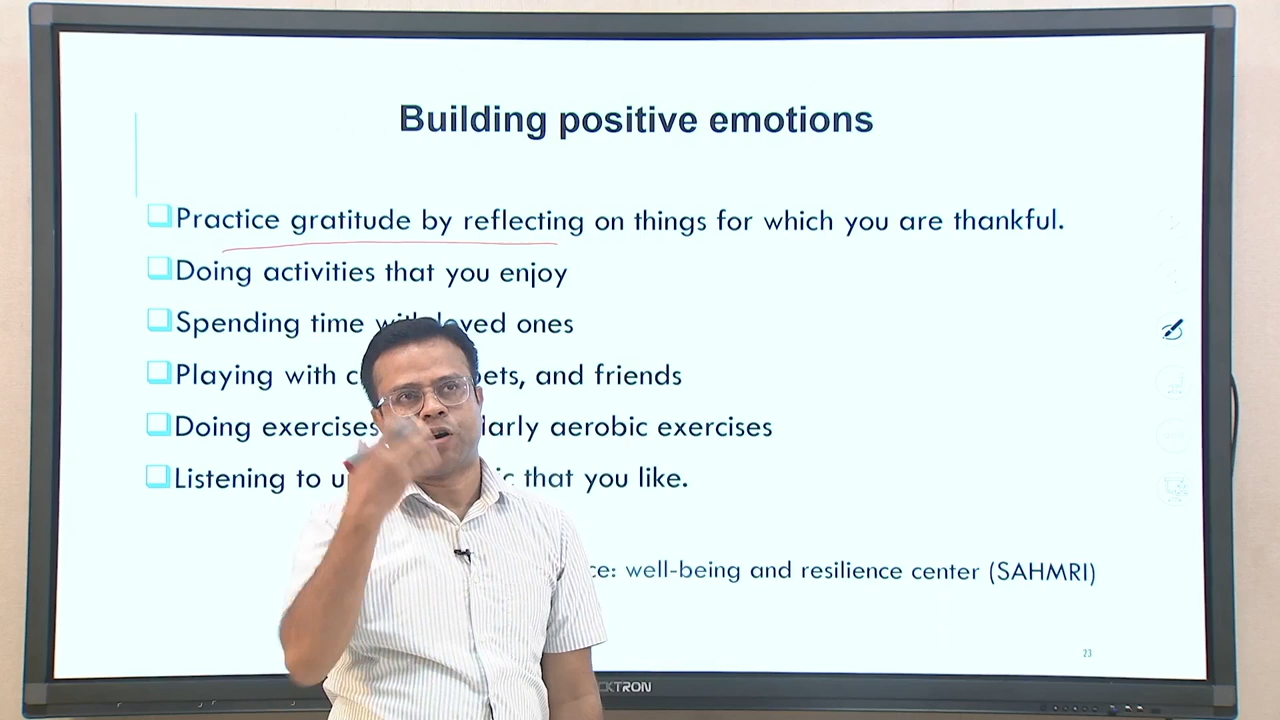 Building positive emotions
Practice gratitude by reflecting on things for which you are thankful.
Doing activities that you enjoy
Spending time loved ones
Playing with and friends
Doing exercises aerobic exercises
Listening to that you like.
well-being and resilience center (SAHMRI)
23